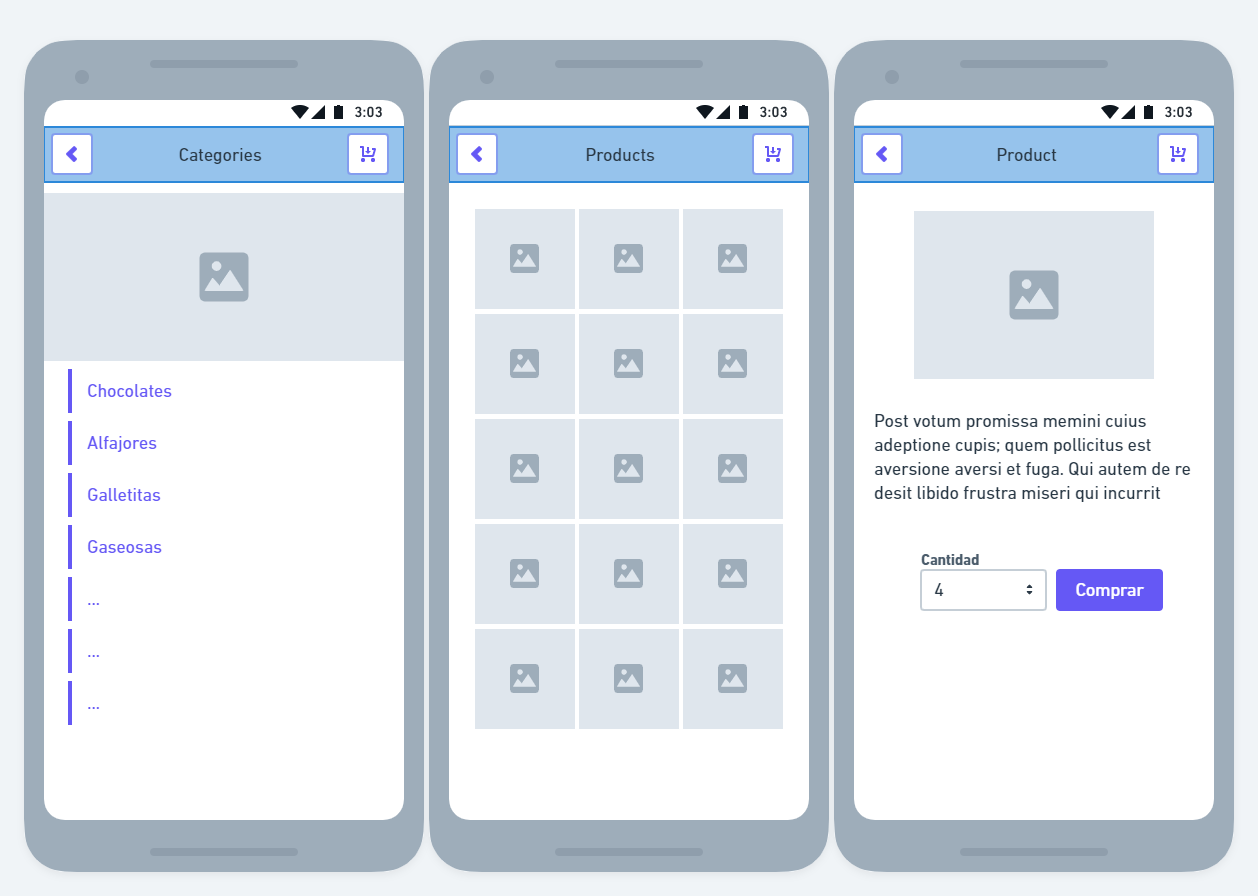 3:03
Categories
Chocolates
Alfajores
Galletitas
Gaseosas
...
...
...
3:03
Products
3:03
Product
Post votum promissa memini cuius
adeptione cupis; quem pollicitus est
aversione aversi et fuga. Qui autem de re
desit libido frustra miseri qui incurrit
Cantidad
4
Comprar